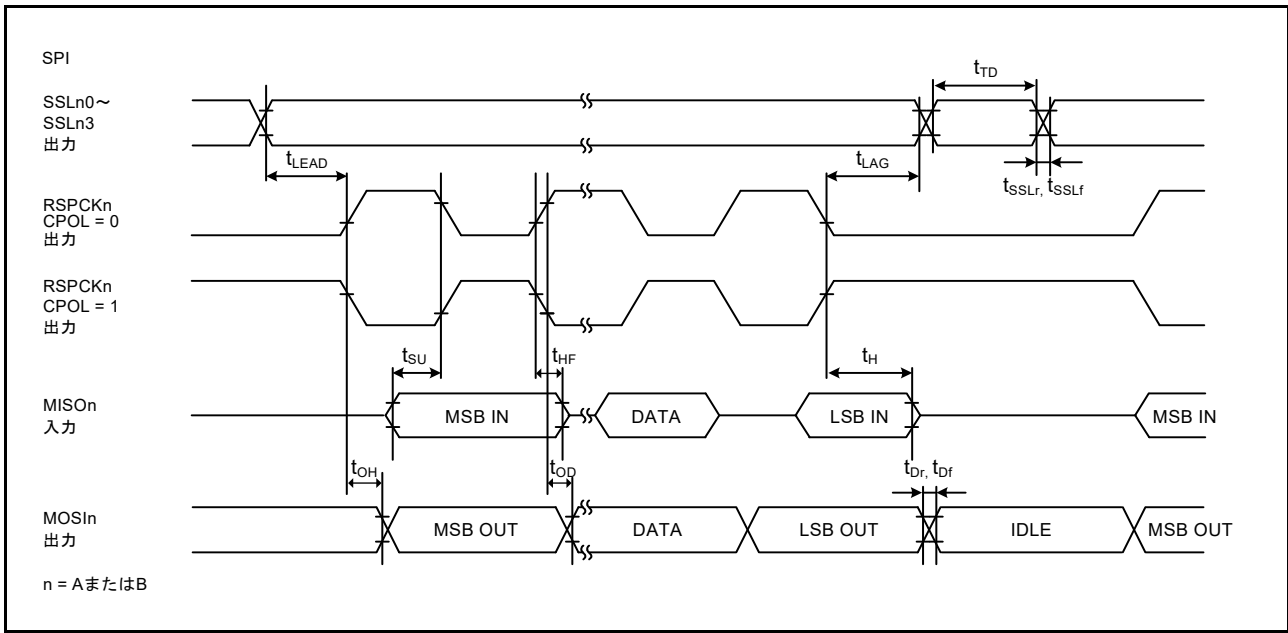 SPI
SSLn0～
SSLn3
出力
tTD
tLEAD
tLAG
tSSLr, tSSLf
RSPCKn
CPOL = 0
出力
RSPCKn
CPOL = 1
出力
tSU
tHF
tH
MISOn
入力
MSB IN
DATA
LSB IN
MSB IN
tOH
tOD
tDr, tDf
MOSIn
出力
MSB OUT
DATA
LSB OUT
IDLE
MSB OUT
n = AまたはB